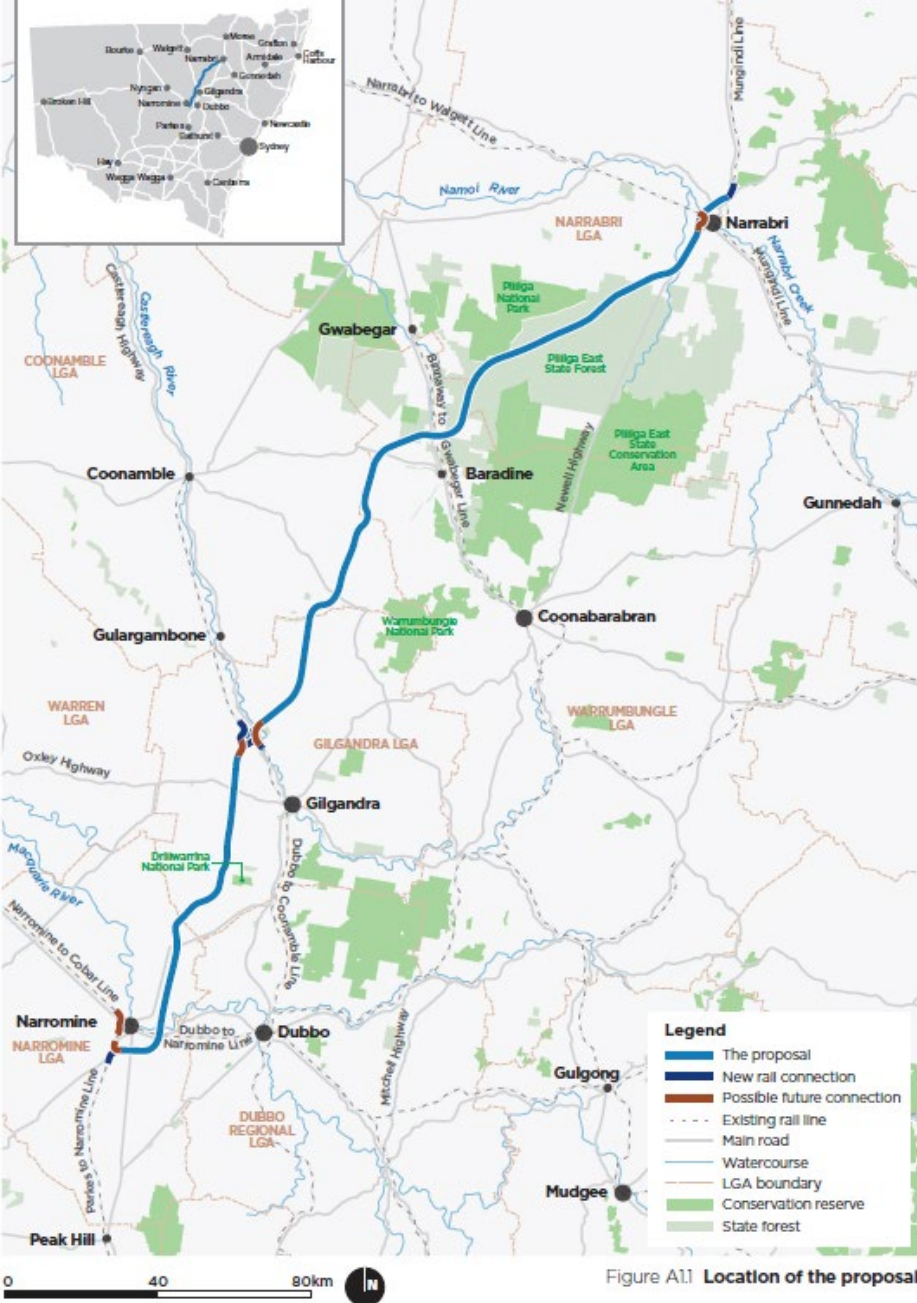 Bourke
Walgett
Moree
Grafton
Coffs
Harbour
Narrabri
Armidale
Gunnedah
Nyngan
Gilgandra
Broken Hill
Narromine
Dubbo
Parkes
Newcastle
Bathurst
Sydney
Hay
Wagga Wagga
Canberra
Mungindi Line
Narrabri to Walgett Line
Namoi River
NARRABRI
LGA
Narrabri
Narrabri Creek
Mungindi Line
Castlereagh Highway
Castlereagh River
Pilliga
National
Park
Gwabegar
COONAMBLE
LGA
Binnaway to
Gwabegar Line
Pilliga East
State Forest
Pilliga East
State
Conservation
Area
Newell Highway
Coonamble
Baradine
Gunnedah
Coonabarabran
Warrumbungle
National Park
Gulargambone
WARREN
LGA
WARRUMBUNGLE
LGA
GILGANDRA LGA
Oxley Highway
Gilgandra
Drillwarrina
National Park
Dubbo to Coonamble Line
Macquarie River
Narromine to Cobar Line
Narromine
NARROMINE
LGA
Dubbo to
Narromine Line
Dubbo
Mitchell Highway
Gulgong
Parkes to Narromine Line
DUBBO
REGIONAL
LGA
Mudgee
Peak Hill
Legend
The proposal
New rail connection
Possible future connection
Existing rail line
Main road
Watercourse
LGA boundary
Conservation reserve
State forest
0 40 80km
N
Figure A1.1 Location of the proposal